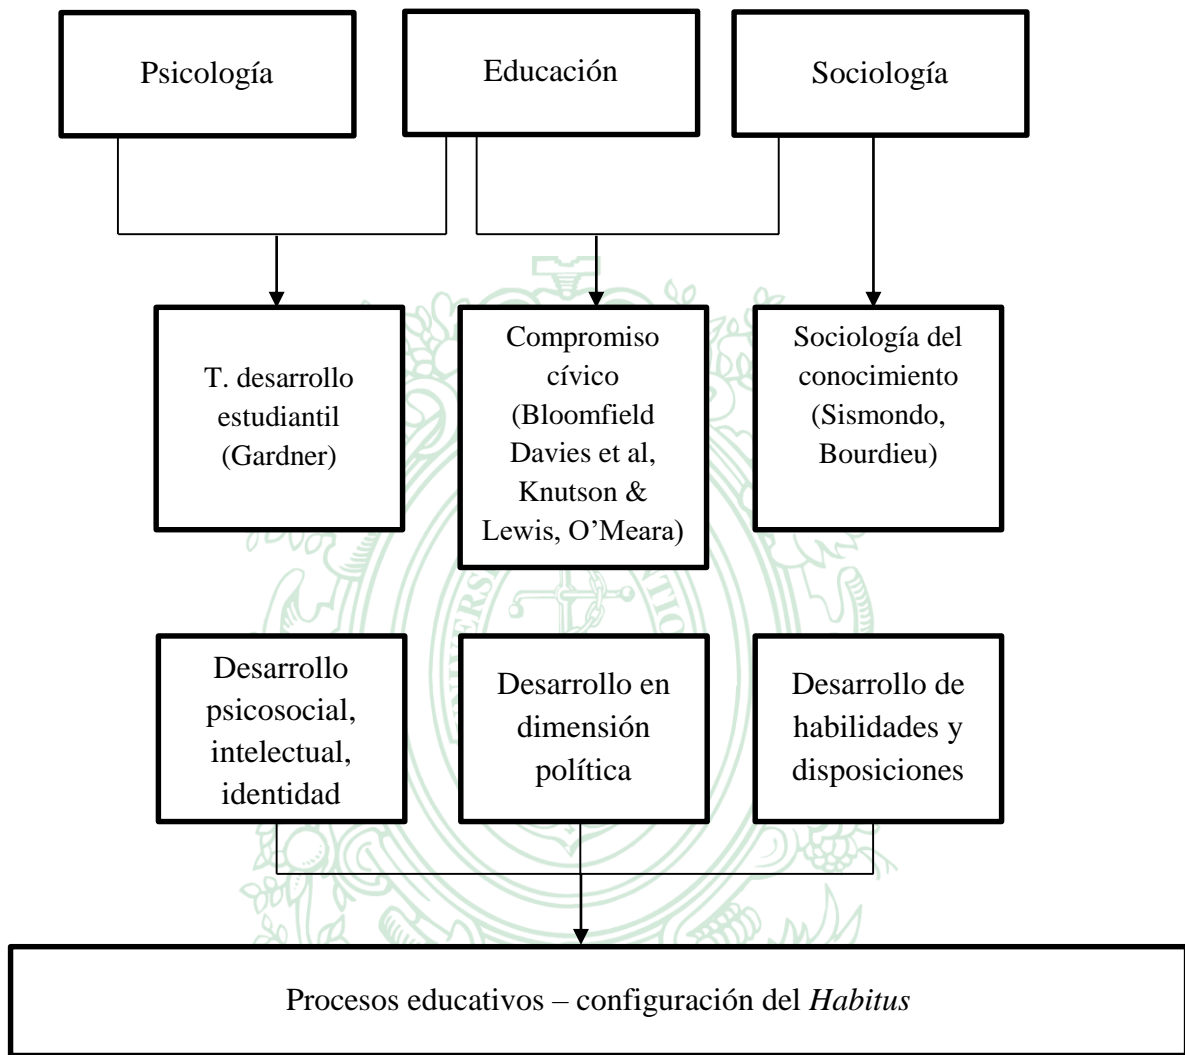 Psicología
Educación
Sociología
T. desarrollo
estudiantil
(Gardner)
Compromiso
cívico
(Bloomfield
Davies et al,
Knutson &
Lewis, O’Meara)
Sociología del
conocimiento
(Sismondo,
Bourdieu)
Desarrollo
psicosocial,
intelectual,
identidad
Desarrollo en
dimensión
política
Desarrollo de
habilidades y
disposiciones
Procesos educativos – configuración del Habitus